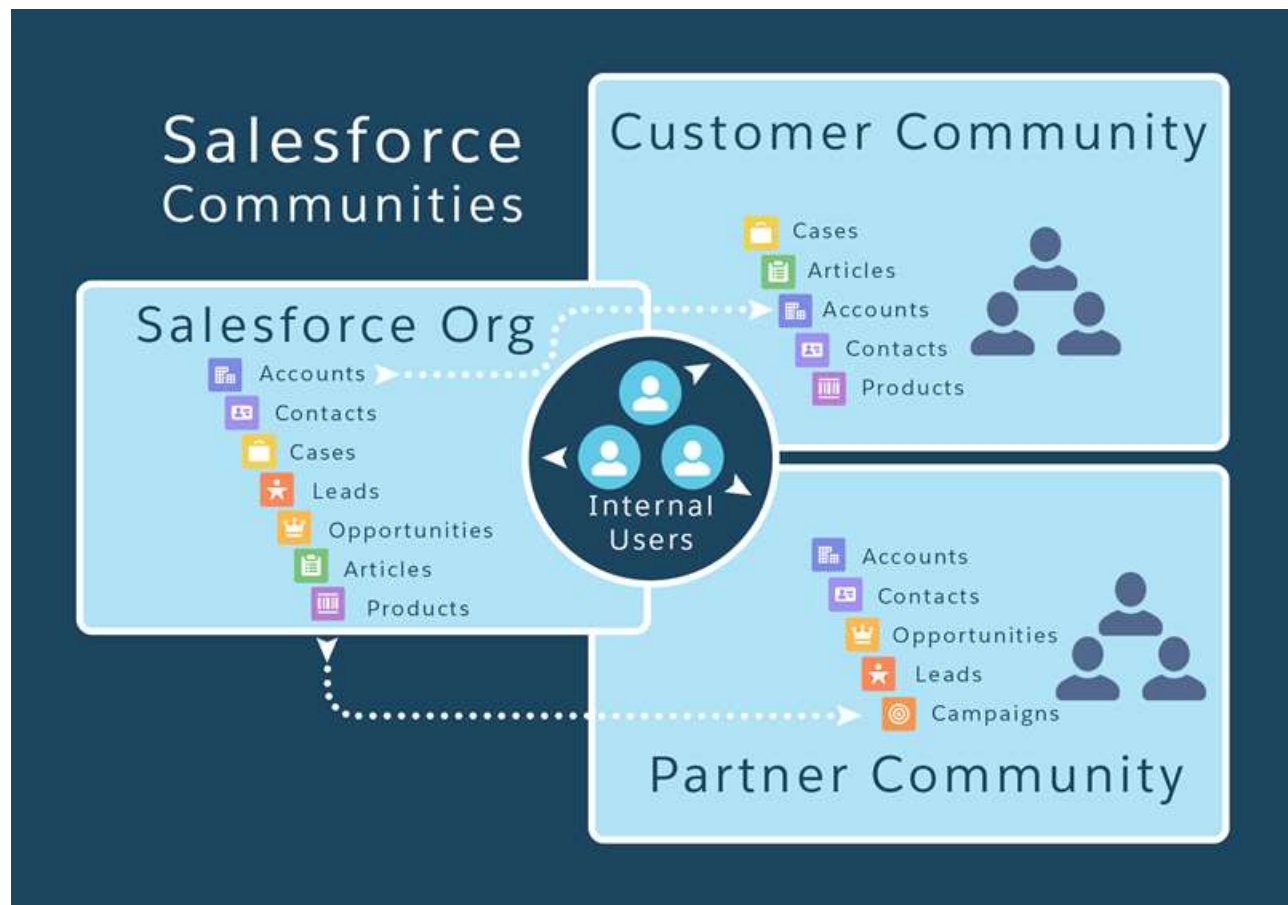 Salesforce
Communities
Salesforce Org
Accounts
Contacts
Cases
Leads
Opportunities
Articles
Products
Internal
Users
Customer Community
Cases
Articles
Accounts
Contacts
Products
Accounts
Contacts
Opportunities
Leads
Campaigns
Partner Community